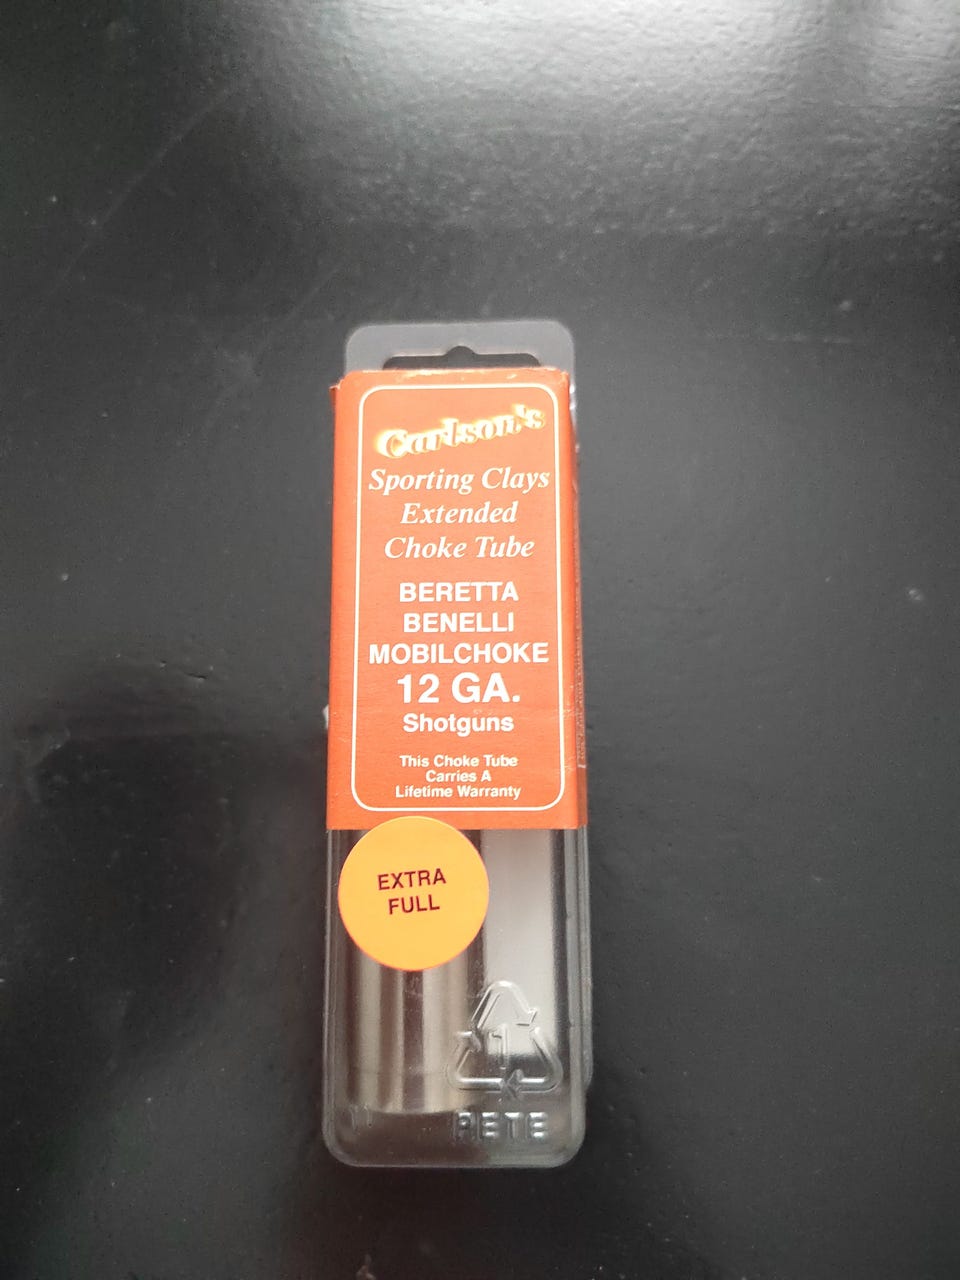 Carlson's
Sporting Clays
Extended
Choke Tube
BERETTA
BENELLI
MOBILCHOKE
12 GA.
Shotguns
This Choke Tube
Carries A
Lifetime Warranty
EXTRA
FULL
1
PETE